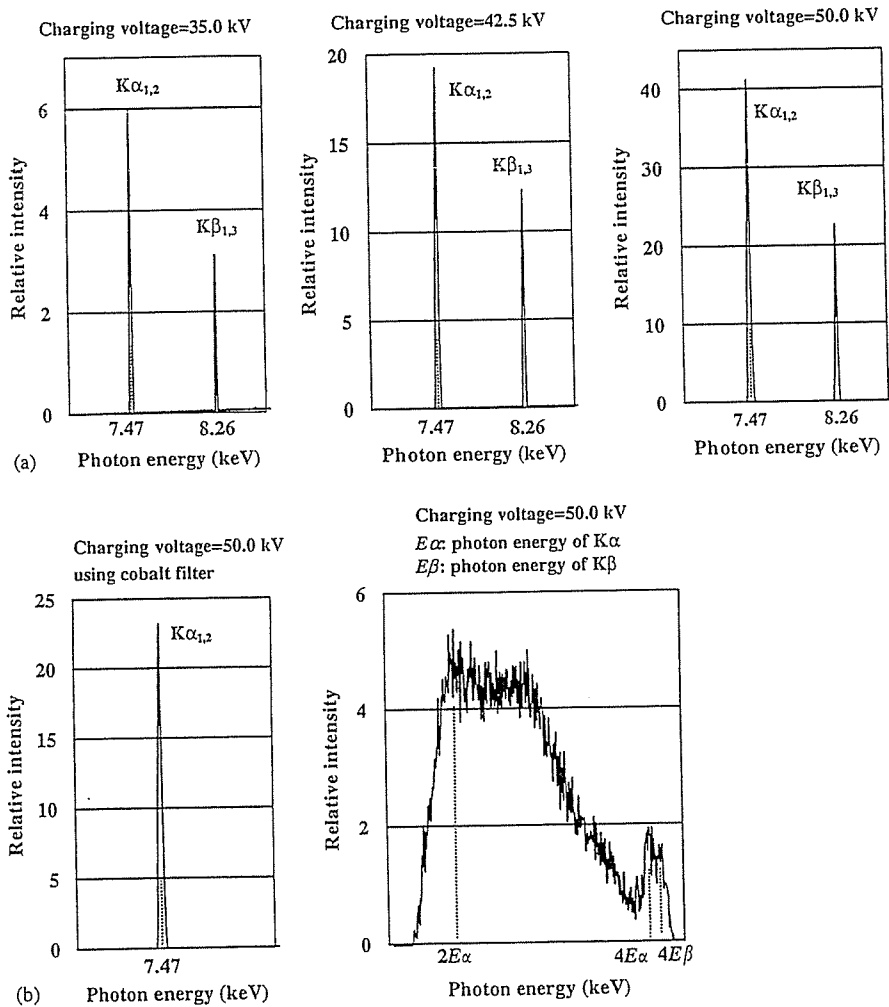 Charging voltage=35.0 kV
Relative intensity
6
4
2
0
Kα1,2
Kβ1,3
7.47
8.26
(a)
Photon energy (keV)
Charging voltage=42.5 kV
Relative intensity
20
15
10
5
0
Kα1,2
Kβ1,3
7.47
8.26
Photon energy (keV)
Charging voltage=50.0 kV
Relative intensity
40
30
20
10
0
Kα1,2
Kβ1,3
7.47
8.26
Photon energy (keV)
Charging voltage=50.0 kV
using cobalt filter
Relative intensity
25
20
15
10
5
0
Kα1,2
7.47
(b)
Photon energy (keV)
Charging voltage=50.0 kV
Eα: photon energy of Kα
Eβ: photon energy of Kβ
Relative intensity
6
4
2
0
2Eα
4Eα
4Eβ
Photon energy (keV)